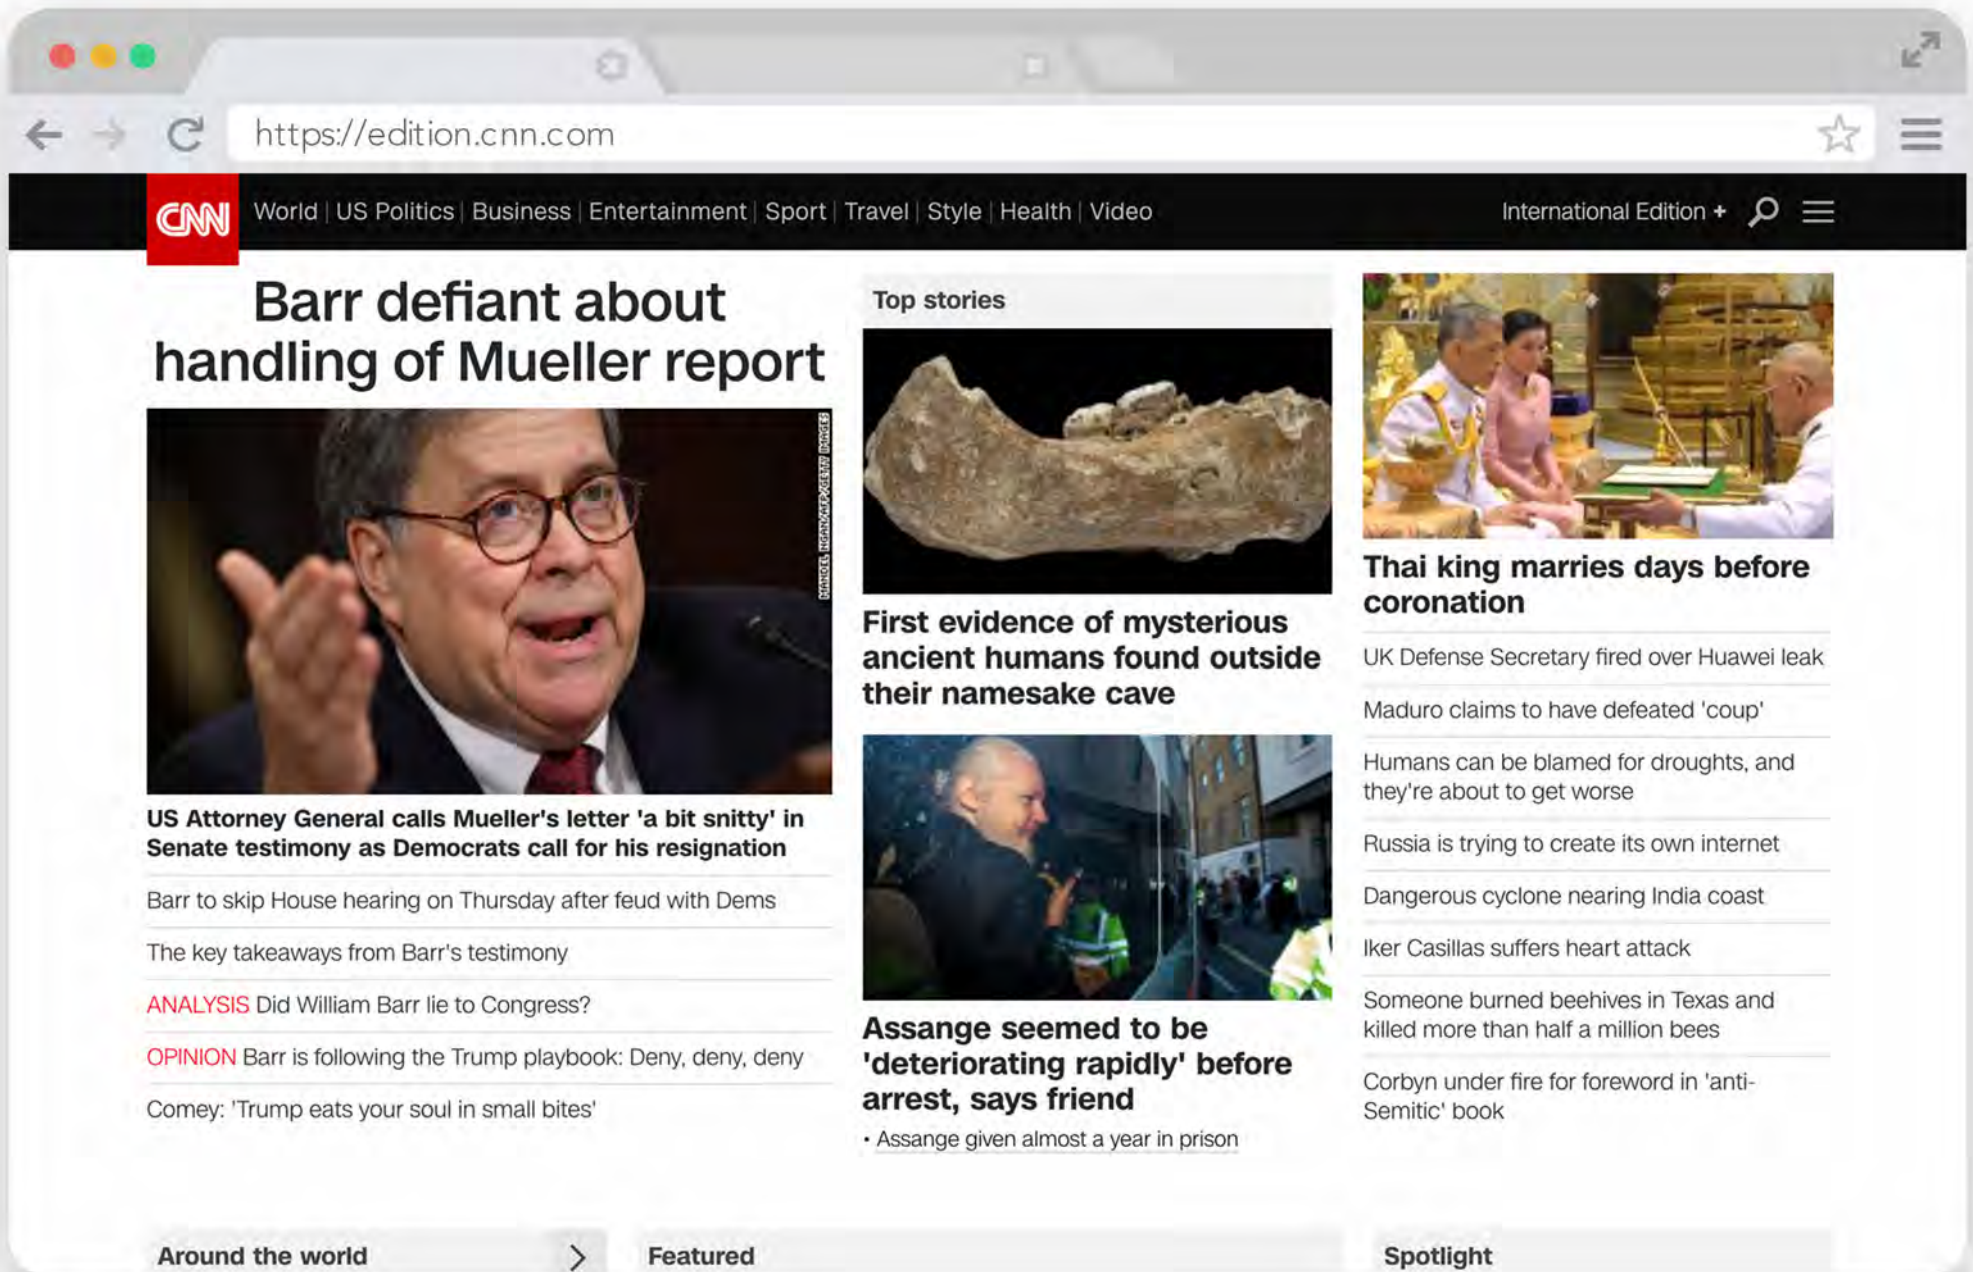 https://edition.cnn.com
CNN
World | US Politics | Business | Entertainment | Sport | Travel | Style | Health | Video
International Edition +
Barr defiant about
handling of Mueller report
MANDEL NGAN/AFP/GETTY IMAGES
US Attorney General calls Mueller's letter 'a bit snitty' in
Senate testimony as Democrats call for his resignation
Barr to skip House hearing on Thursday after feud with Dems
The key takeaways from Barr's testimony
ANALYSIS Did William Barr lie to Congress?
OPINION Barr is following the Trump playbook: Deny, deny, deny
Comey: 'Trump eats your soul in small bites'
Top stories
First evidence of mysterious
ancient humans found outside
their namesake cave
Assange seemed to be
'deteriorating rapidly' before
arrest, says friend
• Assange given almost a year in prison
Thai king marries days before
coronation
UK Defense Secretary fired over Huawei leak
Maduro claims to have defeated 'coup'
Humans can be blamed for droughts, and
they're about to get worse
Russia is trying to create its own internet
Dangerous cyclone nearing India coast
Iker Casillas suffers heart attack
Someone burned beehives in Texas and
killed more than half a million bees
Corbyn under fire for foreword in 'anti-
Semitic' book
Around the world
Featured
Spotlight